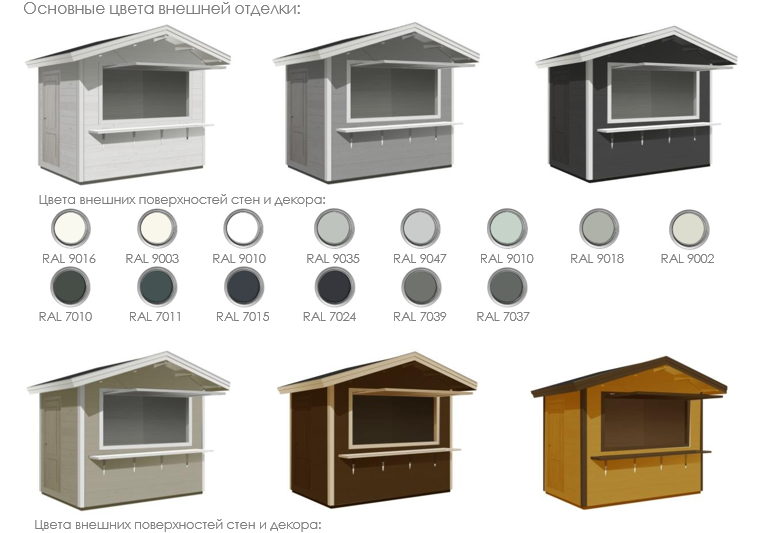 Основные цвета внешней отделки:
Цвета внешних поверхностей стен и декора:
RAL 9016 RAL 9003 RAL 9010 RAL 9035 RAL 9047 RAL 9010 RAL 9018 RAL 9002
RAL 7010 RAL 7011 RAL 7015 RAL 7024 RAL 7039 RAL 7037
Цвета внешних поверхностей стен и декора: